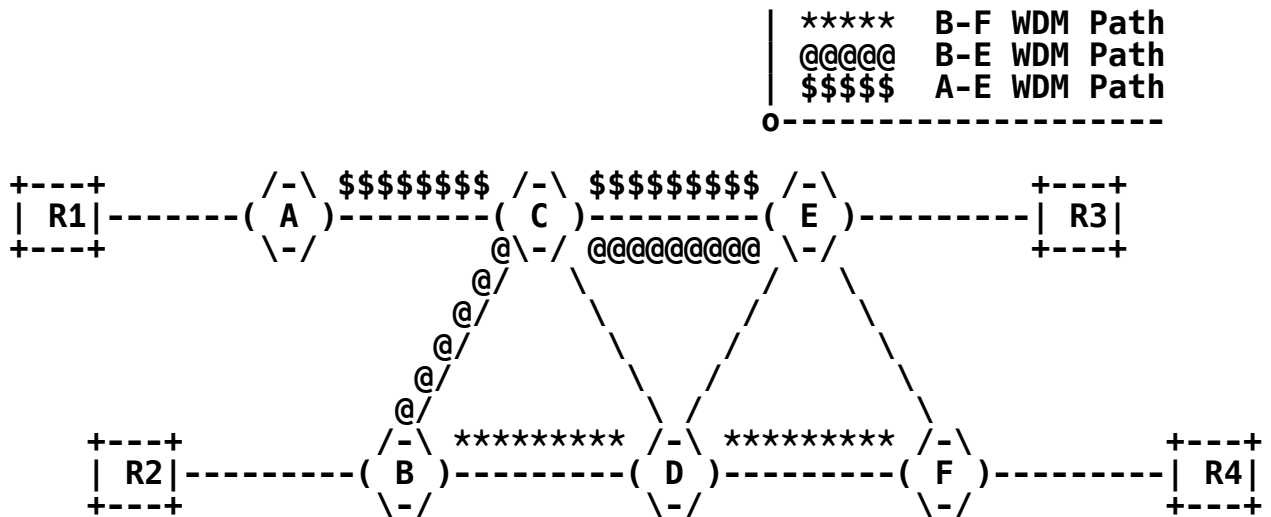 | ***** B-F WDM Path
| @@@@@ B-E WDM Path
| $$$$$ A-E WDM Path
o--------------------
+---+ /-\ $$$$$$$$ /-\ $$$$$$$$$ /-\ +---+
| R1|-------( A )--------( C )---------( E )---------| R3|
+---+ \-/ @\-/ @@@@@@@@@ \-/ +---+
@/ \ / \
@/ \ / \
@/ \ / \
@/ \ / \
@/ \ / \
+---+ /-\ ********* /-\ ********* /-\ +---+
| R2|---------( B )---------( D )---------( F )---------| R4|
+---+ \-/ \-/ \-/ +---+